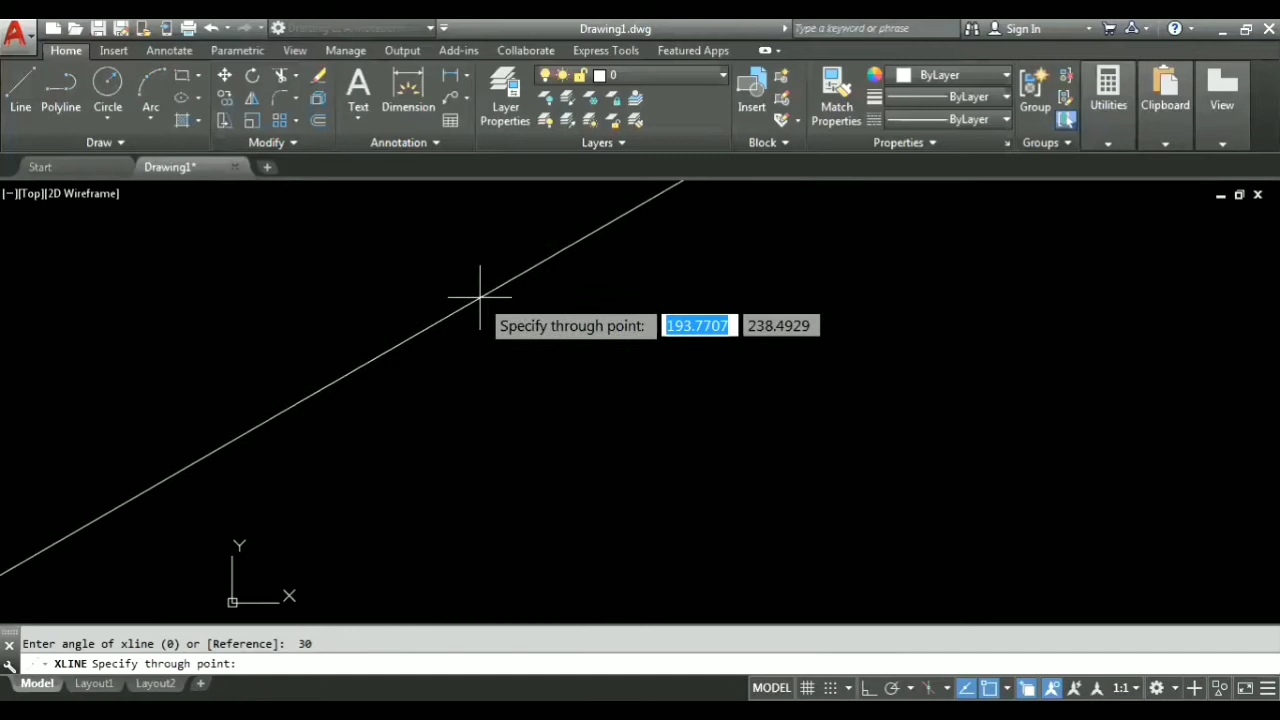 Drawing1.dwg
Type a keyword or phrase
Sign In
Home Insert Annotate Parametric View Manage Output Add-ins Collaborate Express Tools Featured Apps
Line Polyline Circle Arc
Text Dimension
Layer Properties
0
Insert
Match Properties
ByLayer
ByLayer
ByLayer
Group
Utilities
Clipboard
View
Draw Modify Annotation Layers Block Properties Groups
Start Drawing1*
[−][Top][2D Wireframe]
Specify through point: 193.7707 238.4929
Y
X
Enter angle of xline (0) or [Reference]: 30
XLINE Specify through point:
Model Layout1 Layout2
MODEL 1:1